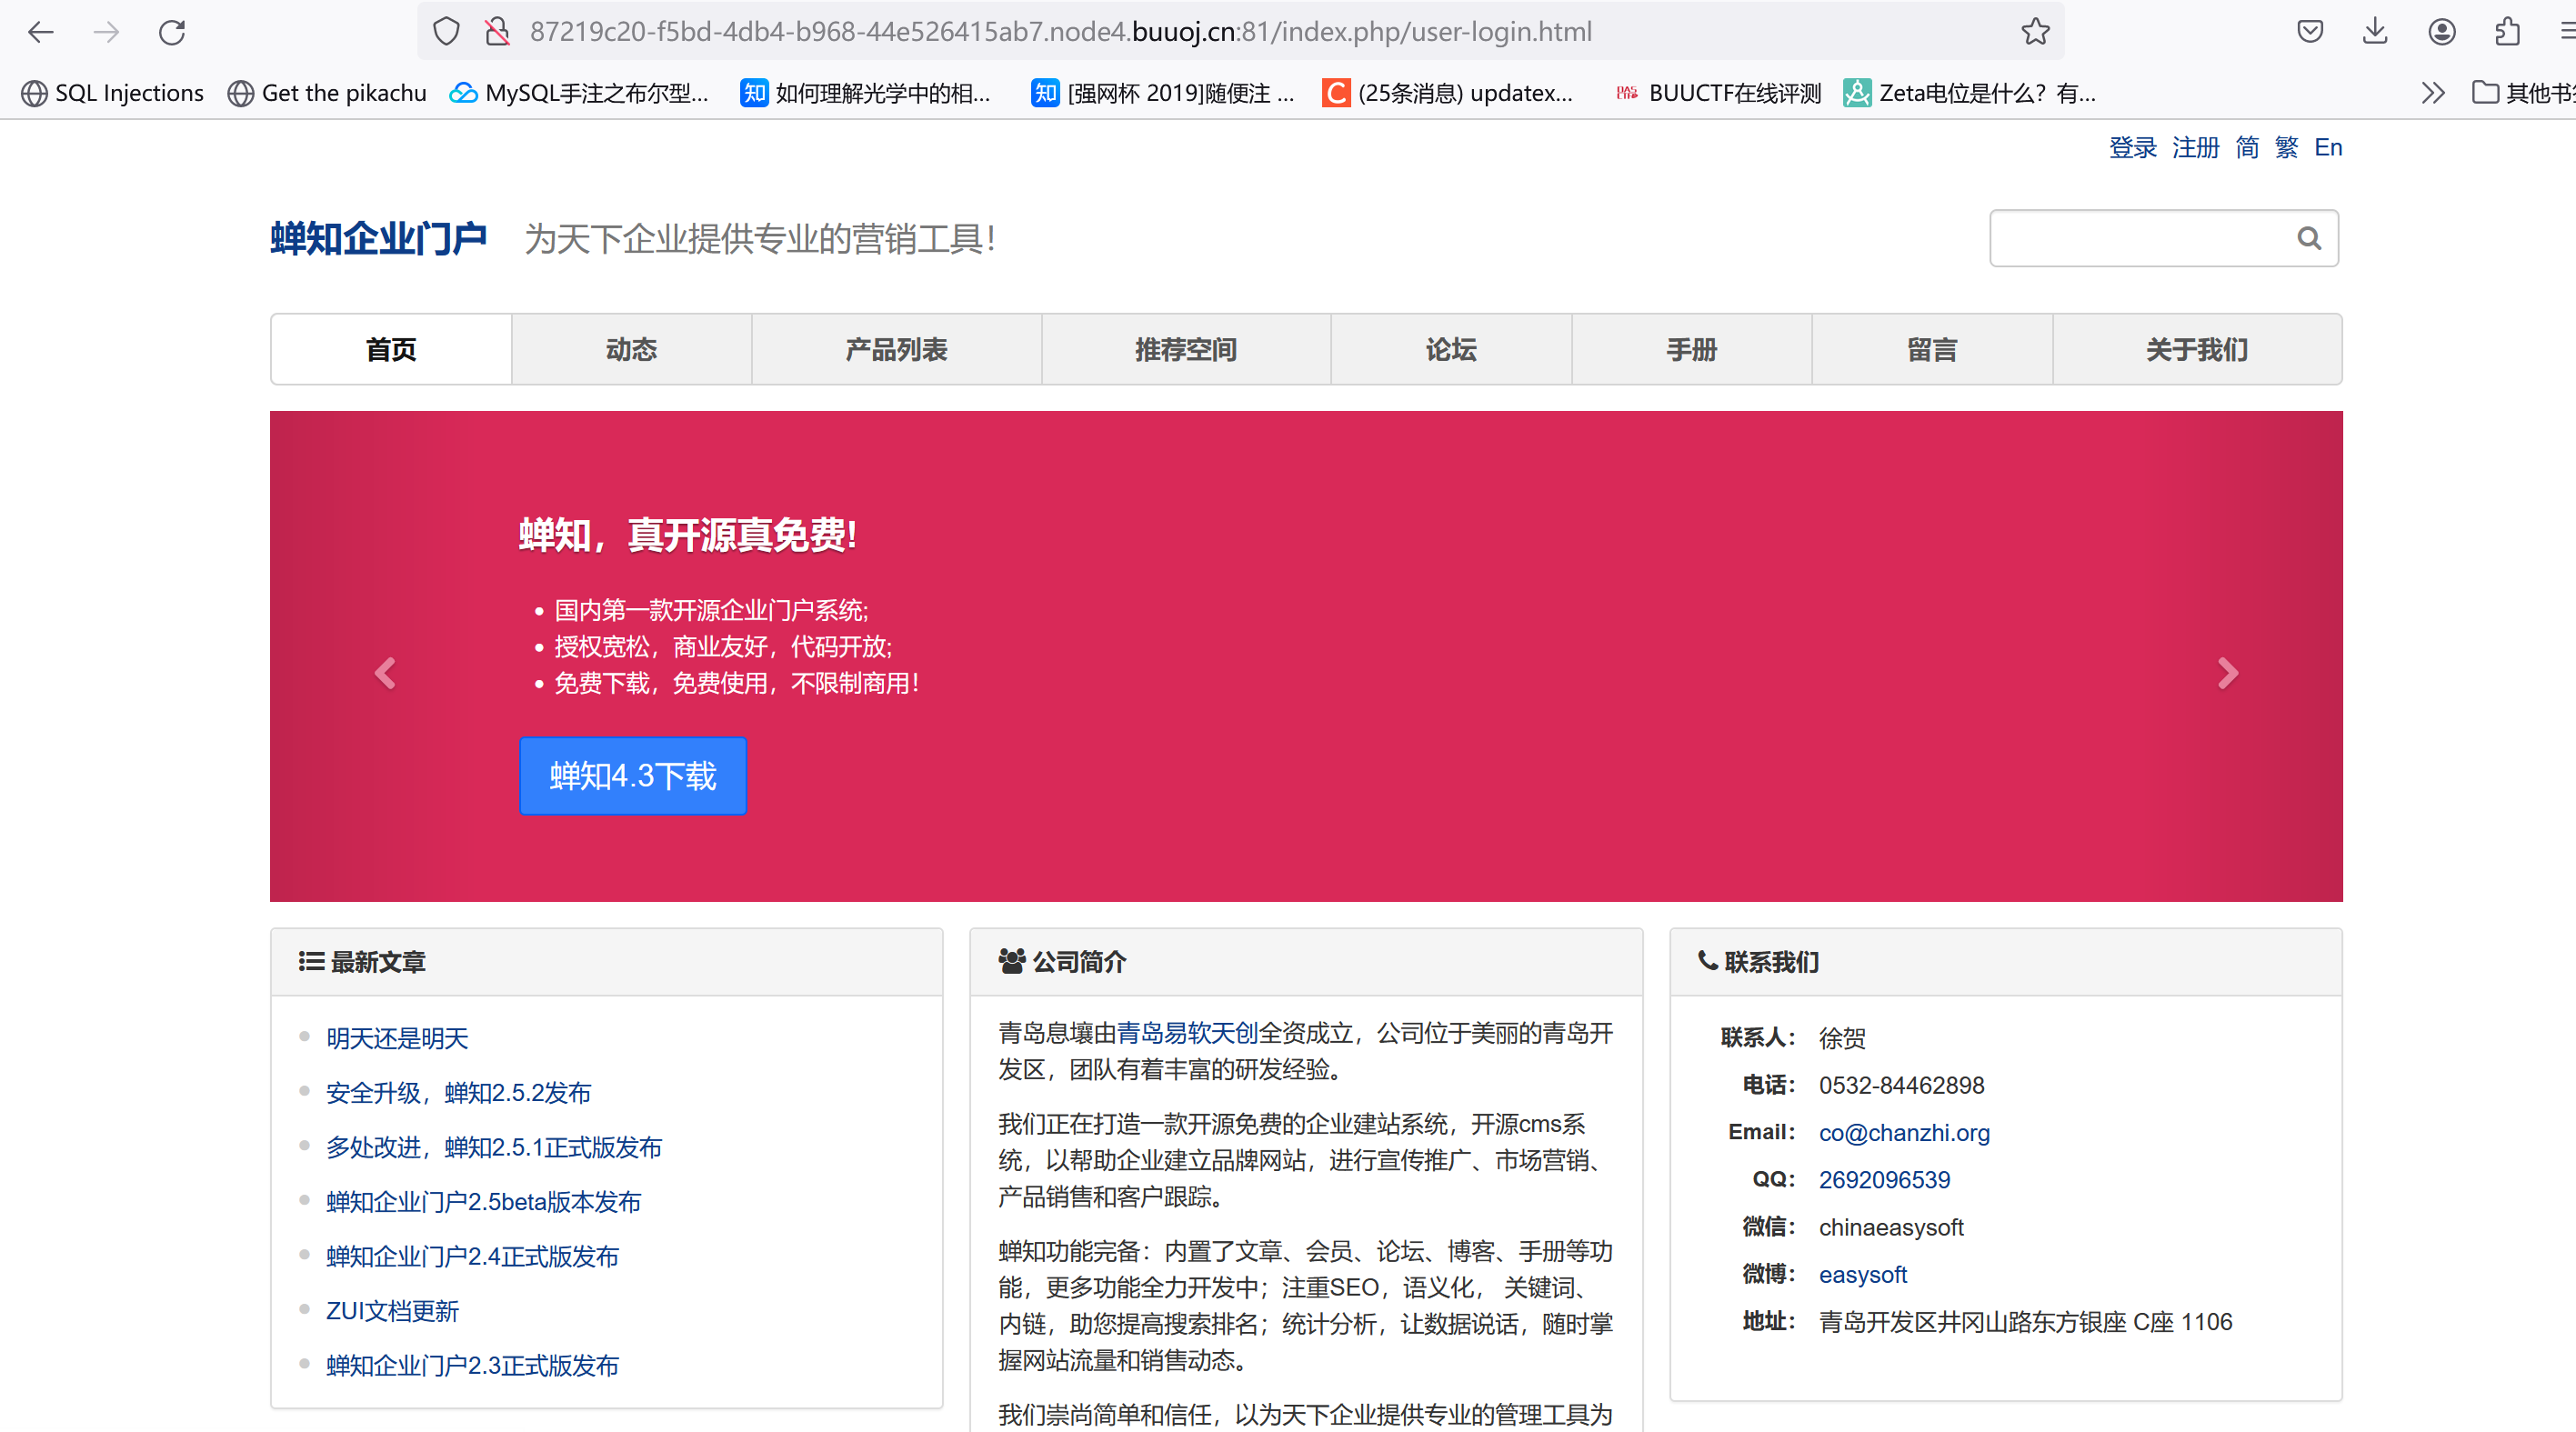 87219c20-f5bd-4db4-b968-44e526415ab7.node4.buuoj.cn:81/index.php/user-login.html
SQL Injections Get the pikachu MySQL手注之布尔型... 知 如何理解光学中的相... 知 [强网杯 2019]随便注 ... C (25条消息) updatex... BUUCTF在线评测 Zeta电位是什么？有...
登录 注册 简 繁 En
蝉知企业门户 为天下企业提供专业的营销工具！
首页 动态 产品列表 推荐空间 论坛 手册 留言 关于我们
蝉知，真开源真免费!
国内第一款开源企业门户系统;
授权宽松，商业友好，代码开放;
免费下载，免费使用，不限制商用！
蝉知4.3下载
最新文章
明天还是明天
安全升级，蝉知2.5.2发布
多处改进，蝉知2.5.1正式版发布
蝉知企业门户2.5beta版本发布
蝉知企业门户2.4正式版发布
ZUI文档更新
蝉知企业门户2.3正式版发布
公司简介
青岛息壤由青岛易软天创全资成立，公司位于美丽的青岛开
发区，团队有着丰富的研发经验。
我们正在打造一款开源免费的企业建站系统，开源cms系
统，以帮助企业建立品牌网站，进行宣传推广、市场营销、
产品销售和客户跟踪。
蝉知功能完备：内置了文章、会员、论坛、博客、手册等功
能，更多功能全力开发中；注重SEO，语义化， 关键词、
内链，助您提高搜索排名；统计分析，让数据说话，随时掌
握网站流量和销售动态。
我们崇尚简单和信任，以为天下企业提供专业的管理工具为
联系我们
联系人： 徐贺
电话： 0532-84462898
Email： co@chanzhi.org
QQ： 2692096539
微信： chinaeasysoft
微博： easysoft
地址： 青岛开发区井冈山路东方银座 C座 1106